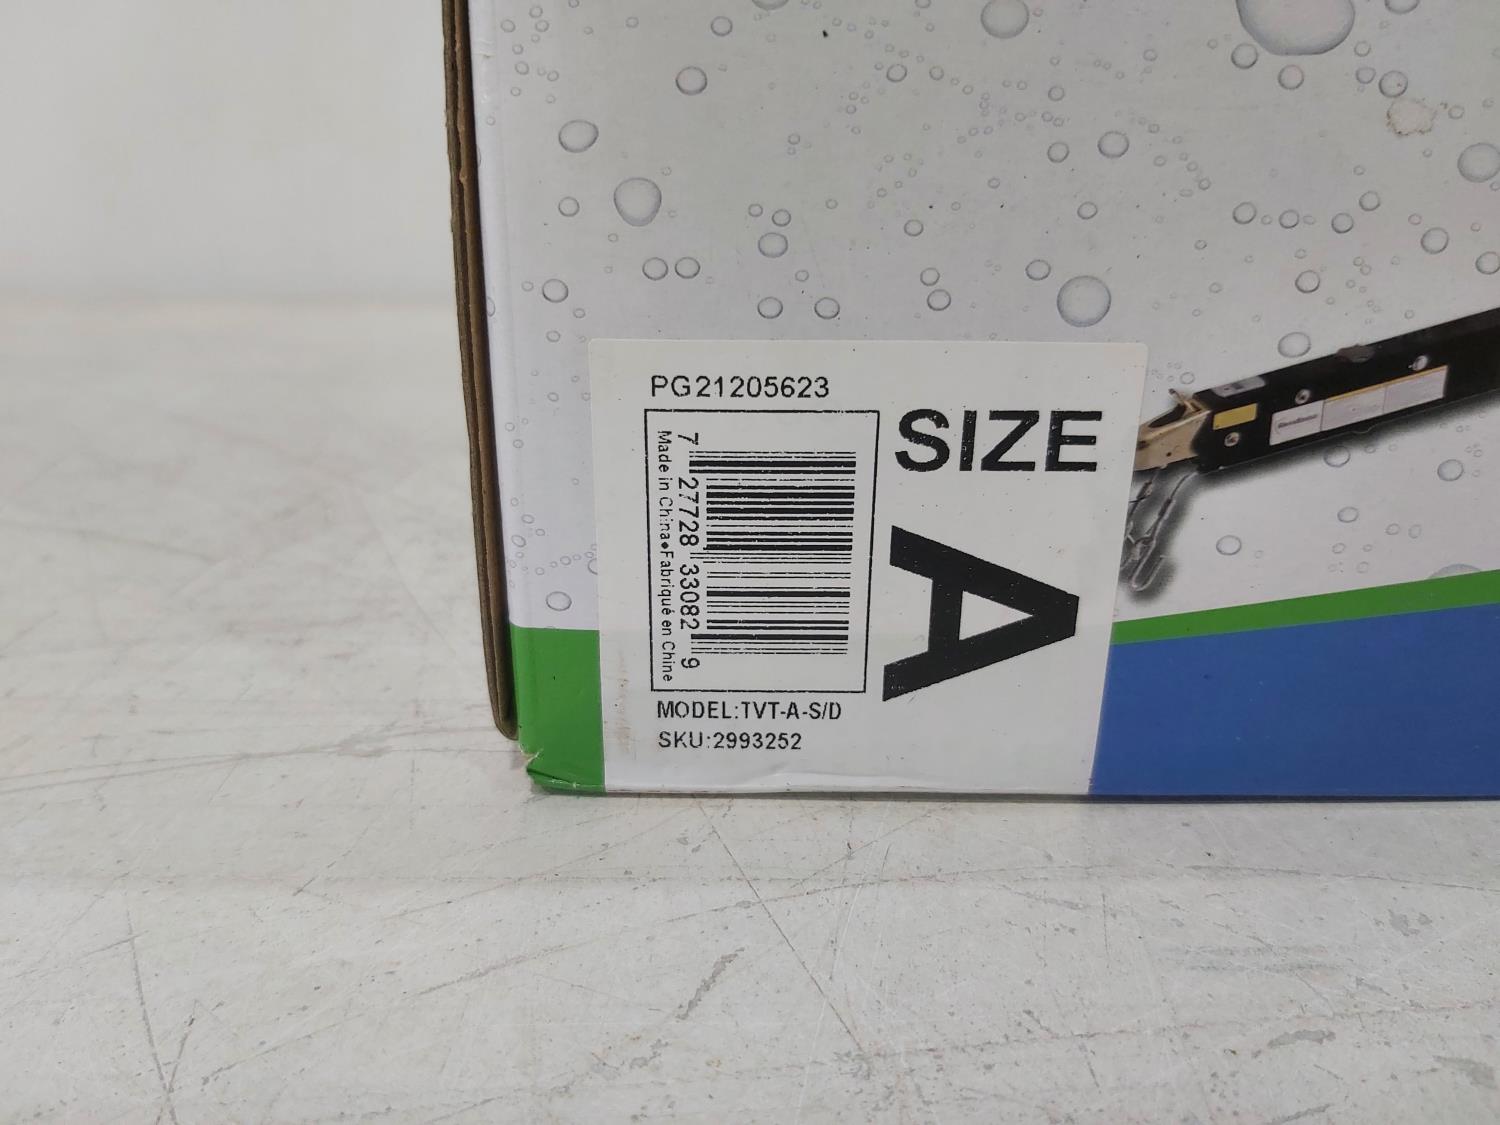 PG21205623
SIZE
A
7 27728 33082 9
Made in China•Fabriqué en Chine
MODEL:TVT-A-S/D
SKU:2993252